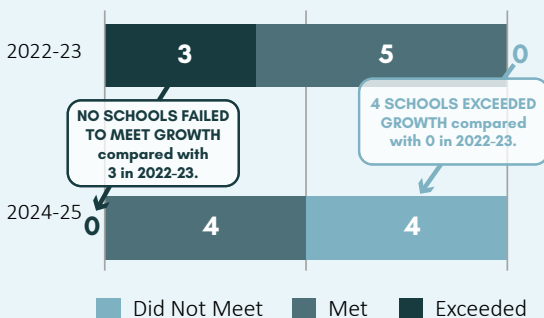 2022-23
3
5
0
NO SCHOOLS FAILED
TO MEET GROWTH
compared with
3 in 2022-23.
4 SCHOOLS EXCEEDED
GROWTH compared
with 0 in 2022-23.
2024-25
0
4
4
Did Not Meet
Met
Exceeded